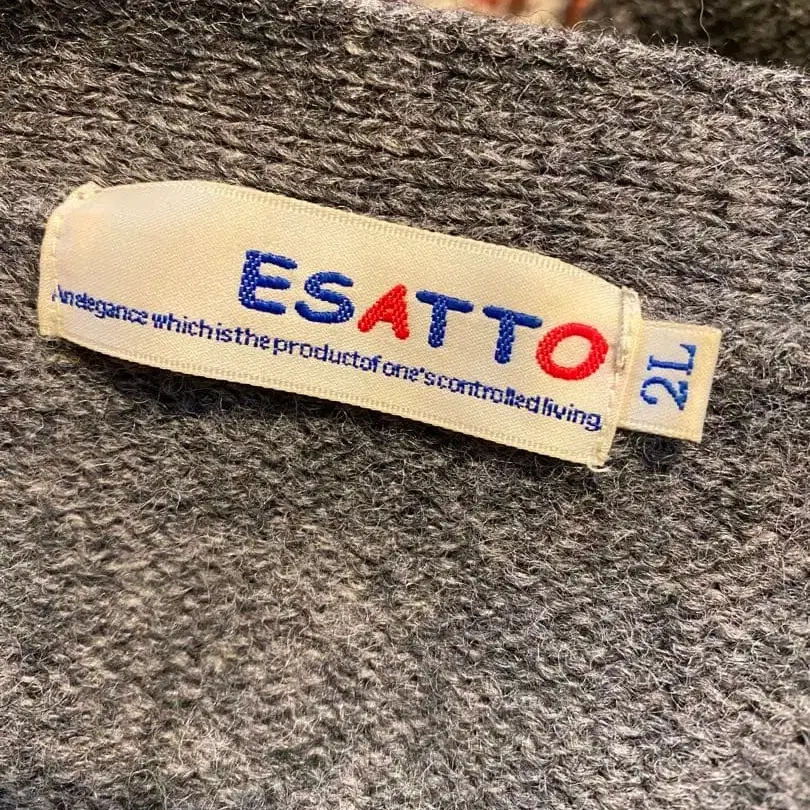 ESATTO
An elegance which is the product of one's controlled living
2L